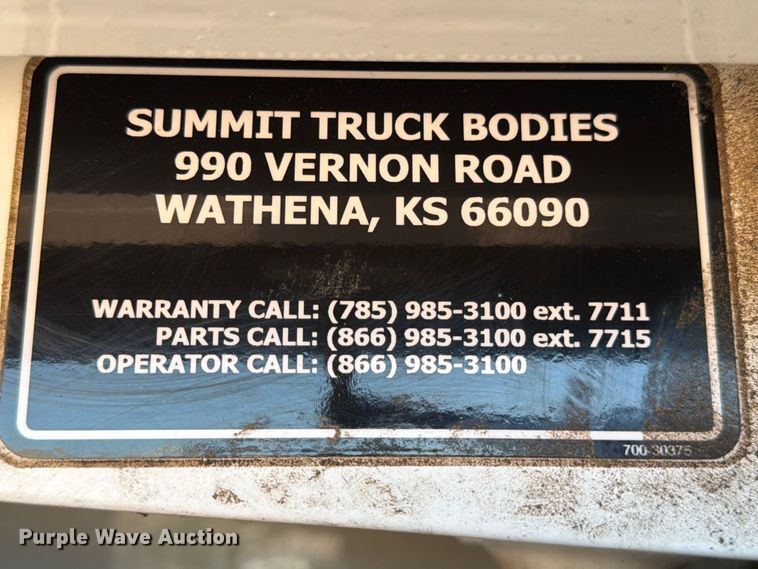 SUMMIT TRUCK BODIES
990 VERNON ROAD
WATHENA, KS 66090
WARRANTY CALL: (785) 985-3100 ext. 7711
PARTS CALL: (866) 985-3100 ext. 7715
OPERATOR CALL: (866) 985-3100
700-30375
Purple Wave Auction